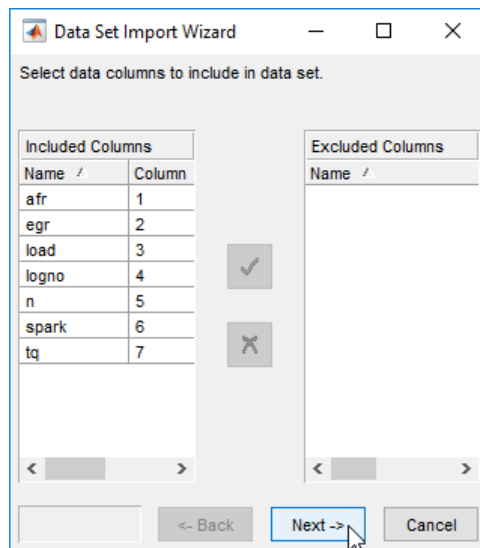 Data Set Import Wizard
Select data columns to include in data set.
Included Columns
Excluded Columns
Name Column
Name
afr 1
egr 2
load 3
logno 4
n 5
spark 6
tq 7
<- Back Next -> Cancel